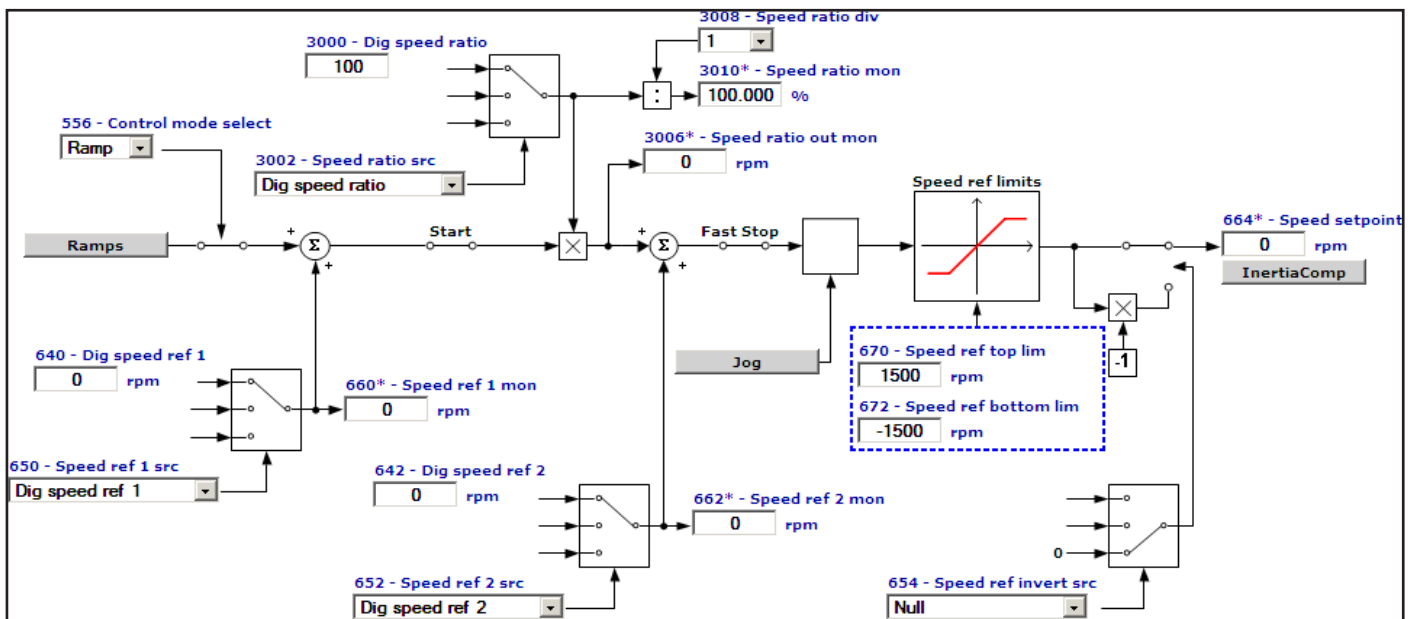 3008 - Speed ratio div
1
3000 - Dig speed ratio
100
:
3010* - Speed ratio mon
100.000 %
556 - Control mode select
Ramp
3002 - Speed ratio src
Dig speed ratio
3006* - Speed ratio out mon
0 rpm
Speed ref limits
664* - Speed setpoint
0 rpm
InertiaComp
Ramps
+
Σ
+
Start
×
+
Σ
+
Fast Stop
×
-1
640 - Dig speed ref 1
0 rpm
660* - Speed ref 1 mon
0 rpm
650 - Speed ref 1 src
Dig speed ref 1
Jog
670 - Speed ref top lim
1500 rpm
672 - Speed ref bottom lim
-1500 rpm
642 - Dig speed ref 2
0 rpm
662* - Speed ref 2 mon
0 rpm
652 - Speed ref 2 src
Dig speed ref 2
0
654 - Speed ref invert src
Null